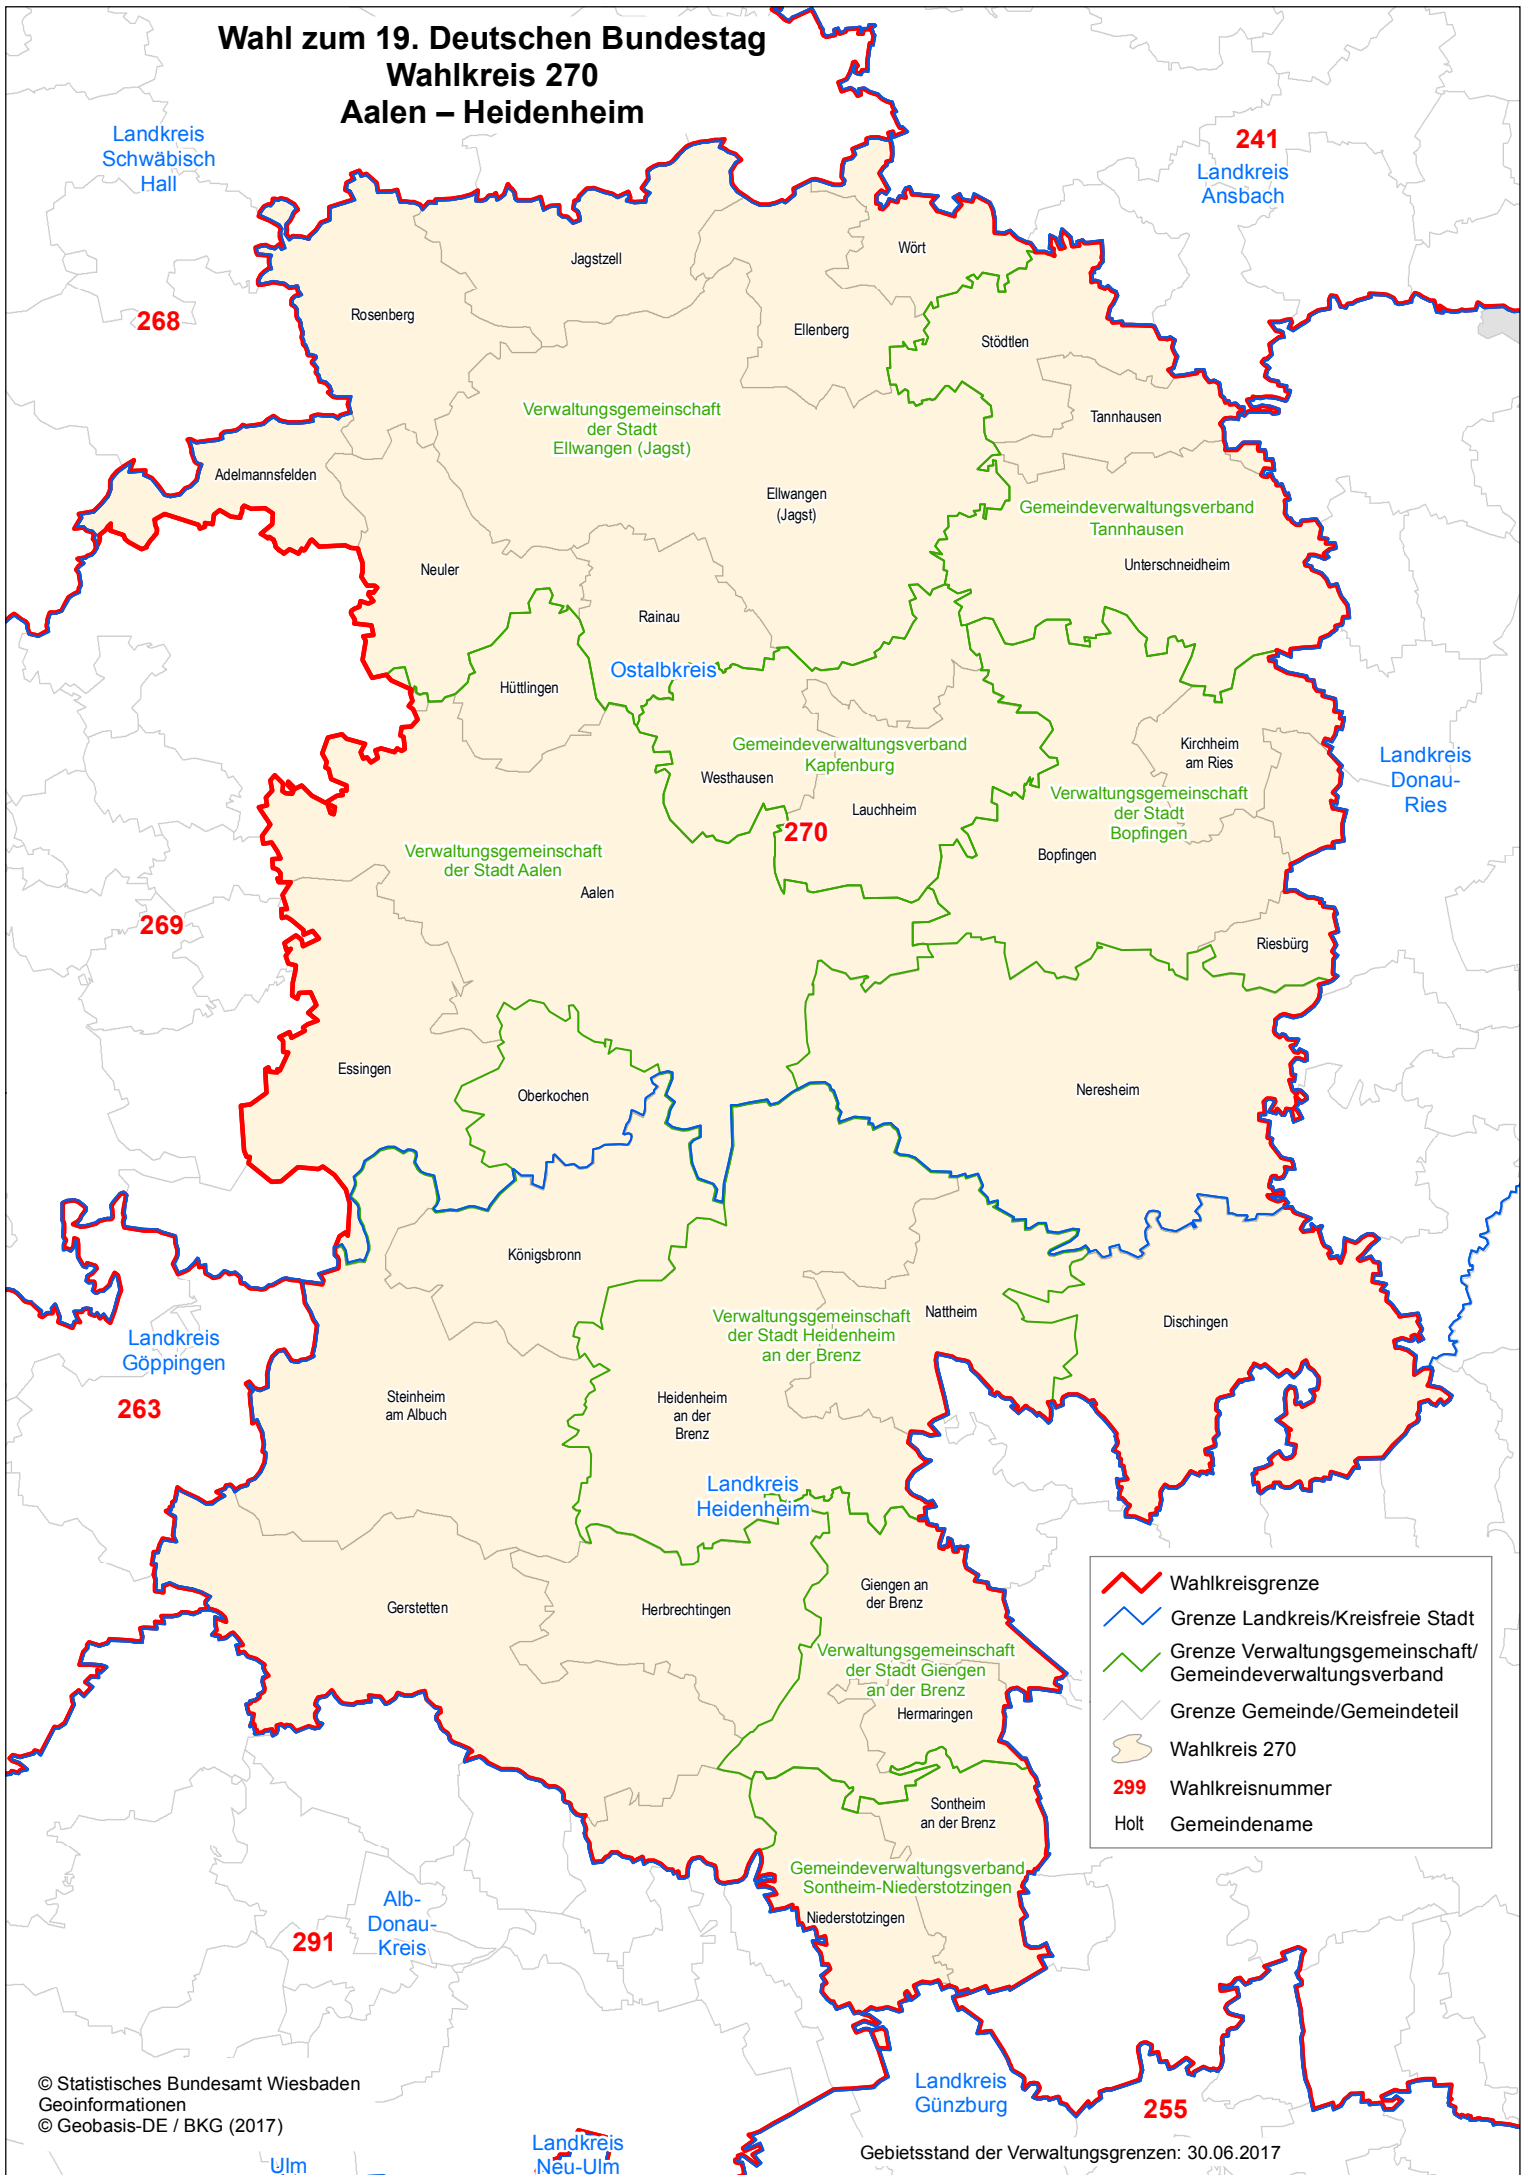 Wahl zum 19. Deutschen Bundestag
Wahlkreis 270
Aalen – Heidenheim
Landkreis
Schwäbisch
Hall
241
Landkreis
Ansbach
268
Jagstzell
Wört
Rosenberg
Ellenberg
Stödtlen
Tannhausen
Verwaltungsgemeinschaft
der Stadt
Ellwangen (Jagst)
Adelmannsfelden
Ellwangen
(Jagst)
Gemeindeverwaltungsverband
Tannhausen
Unterschneidheim
Neuler
Rainau
Ostalbkreis
Hüttlingen
Gemeindeverwaltungsverband
Kapfenburg
Westhausen
Lauchheim
270
Kirchheim
am Ries
Verwaltungsgemeinschaft
der Stadt
Bopfingen
Bopfingen
Landkreis
Donau-
Ries
Verwaltungsgemeinschaft
der Stadt Aalen
Aalen
269
Riesbürg
Essingen
Oberkochen
Neresheim
Königsbronn
Verwaltungsgemeinschaft
der Stadt Heidenheim
an der Brenz
Nattheim
Dischingen
Landkreis
Göppingen
263
Steinheim
am Albuch
Heidenheim
an der
Brenz
Landkreis
Heidenheim
Gerstetten
Herbrechtingen
Giengen an
der Brenz
Verwaltungsgemeinschaft
der Stadt Giengen
an der Brenz
Hermaringen
Wahlkreisgrenze
Grenze Landkreis/Kreisfreie Stadt
Grenze Verwaltungsgemeinschaft/
Gemeindeverwaltungsverband
Grenze Gemeinde/Gemeindeteil
Wahlkreis 270
299 Wahlkreisnummer
Holt Gemeindename
Sontheim
an der Brenz
Gemeindeverwaltungsverband
Sontheim-Niederstotzingen
Niederstotzingen
Alb-
Donau-
Kreis
291
Landkreis
Günzburg
255
© Statistisches Bundesamt Wiesbaden
Geoinformationen
© Geobasis-DE / BKG (2017)
Landkreis
Neu-Ulm
Ulm
Gebietsstand der Verwaltungsgrenzen: 30.06.2017